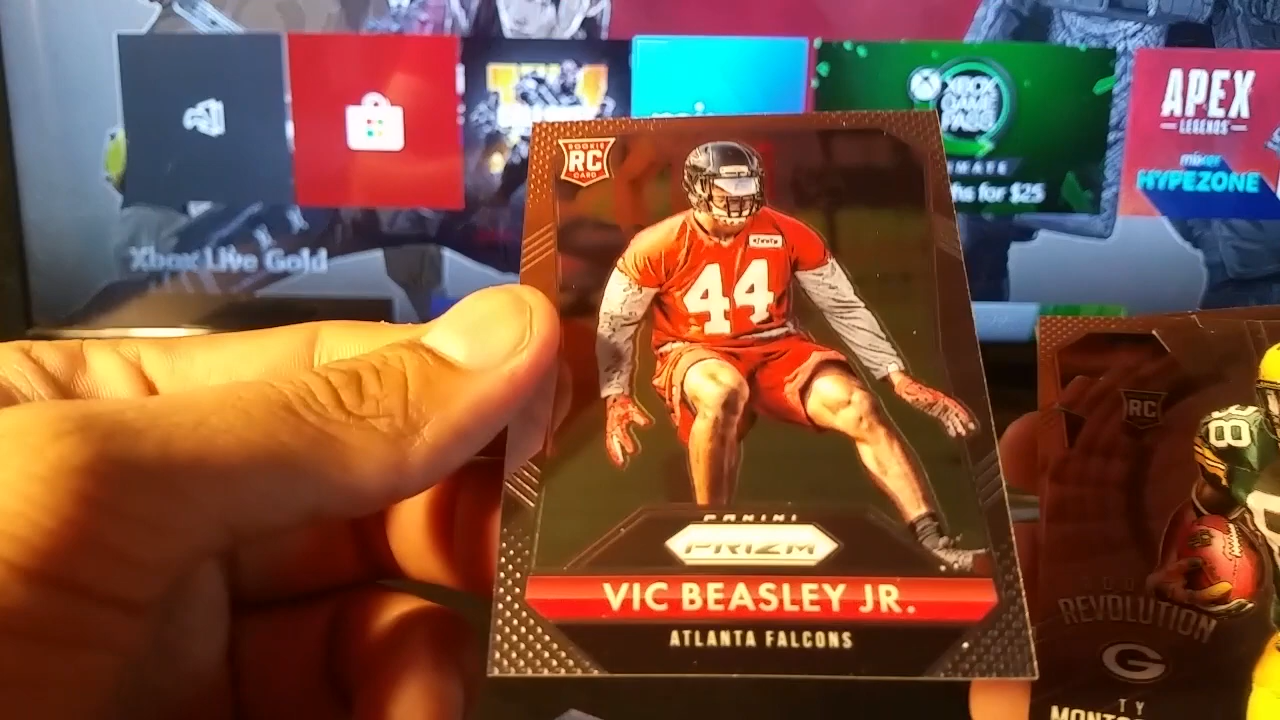 XBOX
GAME
PASS
APEX
LEGENDS
mixer
HYPEZONE
for $25
Xbox Live Gold
ROOKIE
RC
CARD
44
PANINI
PRIZM
VIC BEASLEY JR.
ATLANTA FALCONS
RC
8
REVOLUTION
G
TY